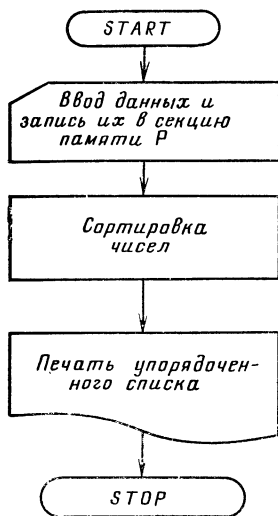 START
Ввод данных и
запись их в секцию
памяти P
Сортировка
чисел
Печать упорядочен-
ного списка
STOP